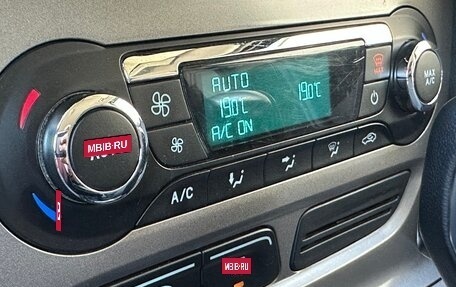 AUTO
19.0°C 19.0°C
A/C ON
MAX
A/C
MBIB·RU
A/C
MBIB·RU